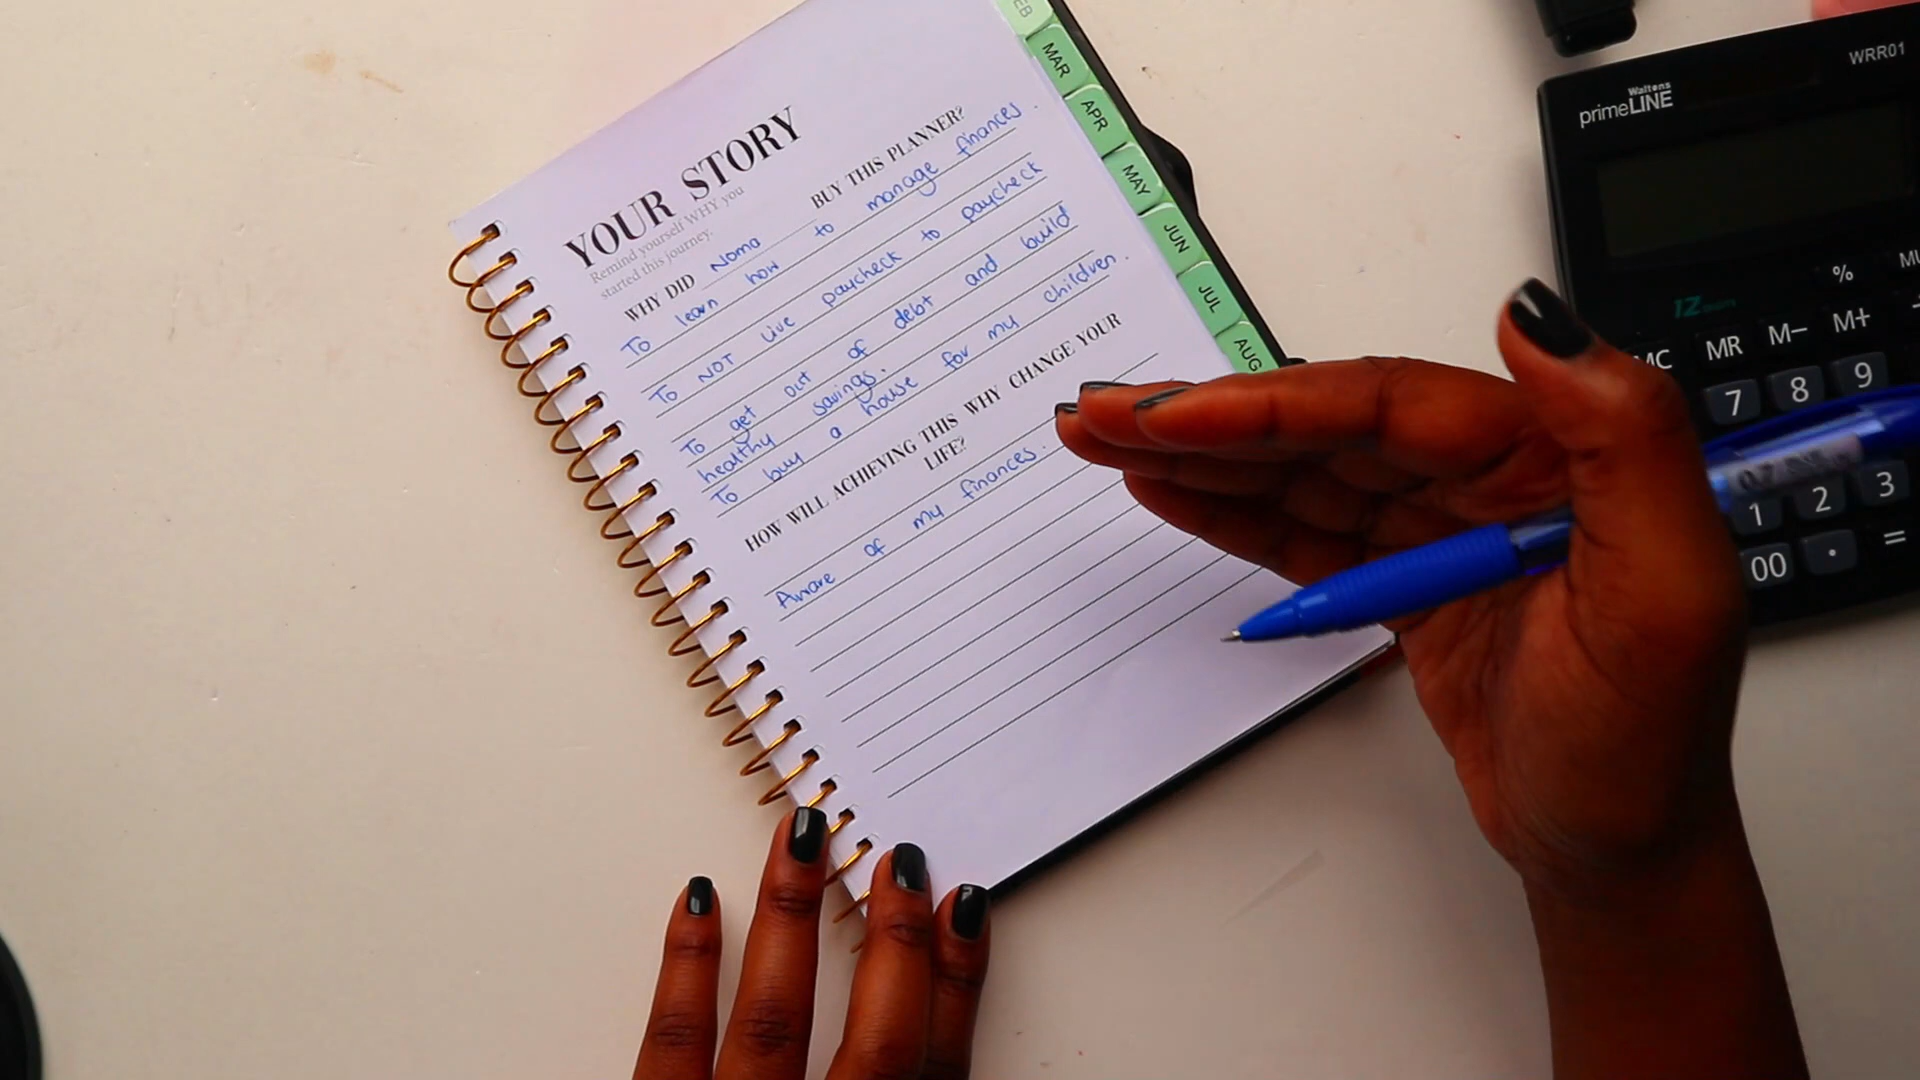 YOUR STORY
Remind yourself WHY you
started this journey.
WHY DID Noma BUY THIS PLANNER?
To learn how to manage finances.
To NOT live paycheck to paycheck
To get out of debt and build
healthy savings.
To buy a house for my children.
HOW WILL ACHIEVING THIS WHY CHANGE YOUR
LIFE?
Aware of my finances.
MAR
APR
MAY
JUN
JUL
AUG
Waltons
primeLINE
WRR01
%
MR M- M+
7 8 9
1 2 3
00 . =